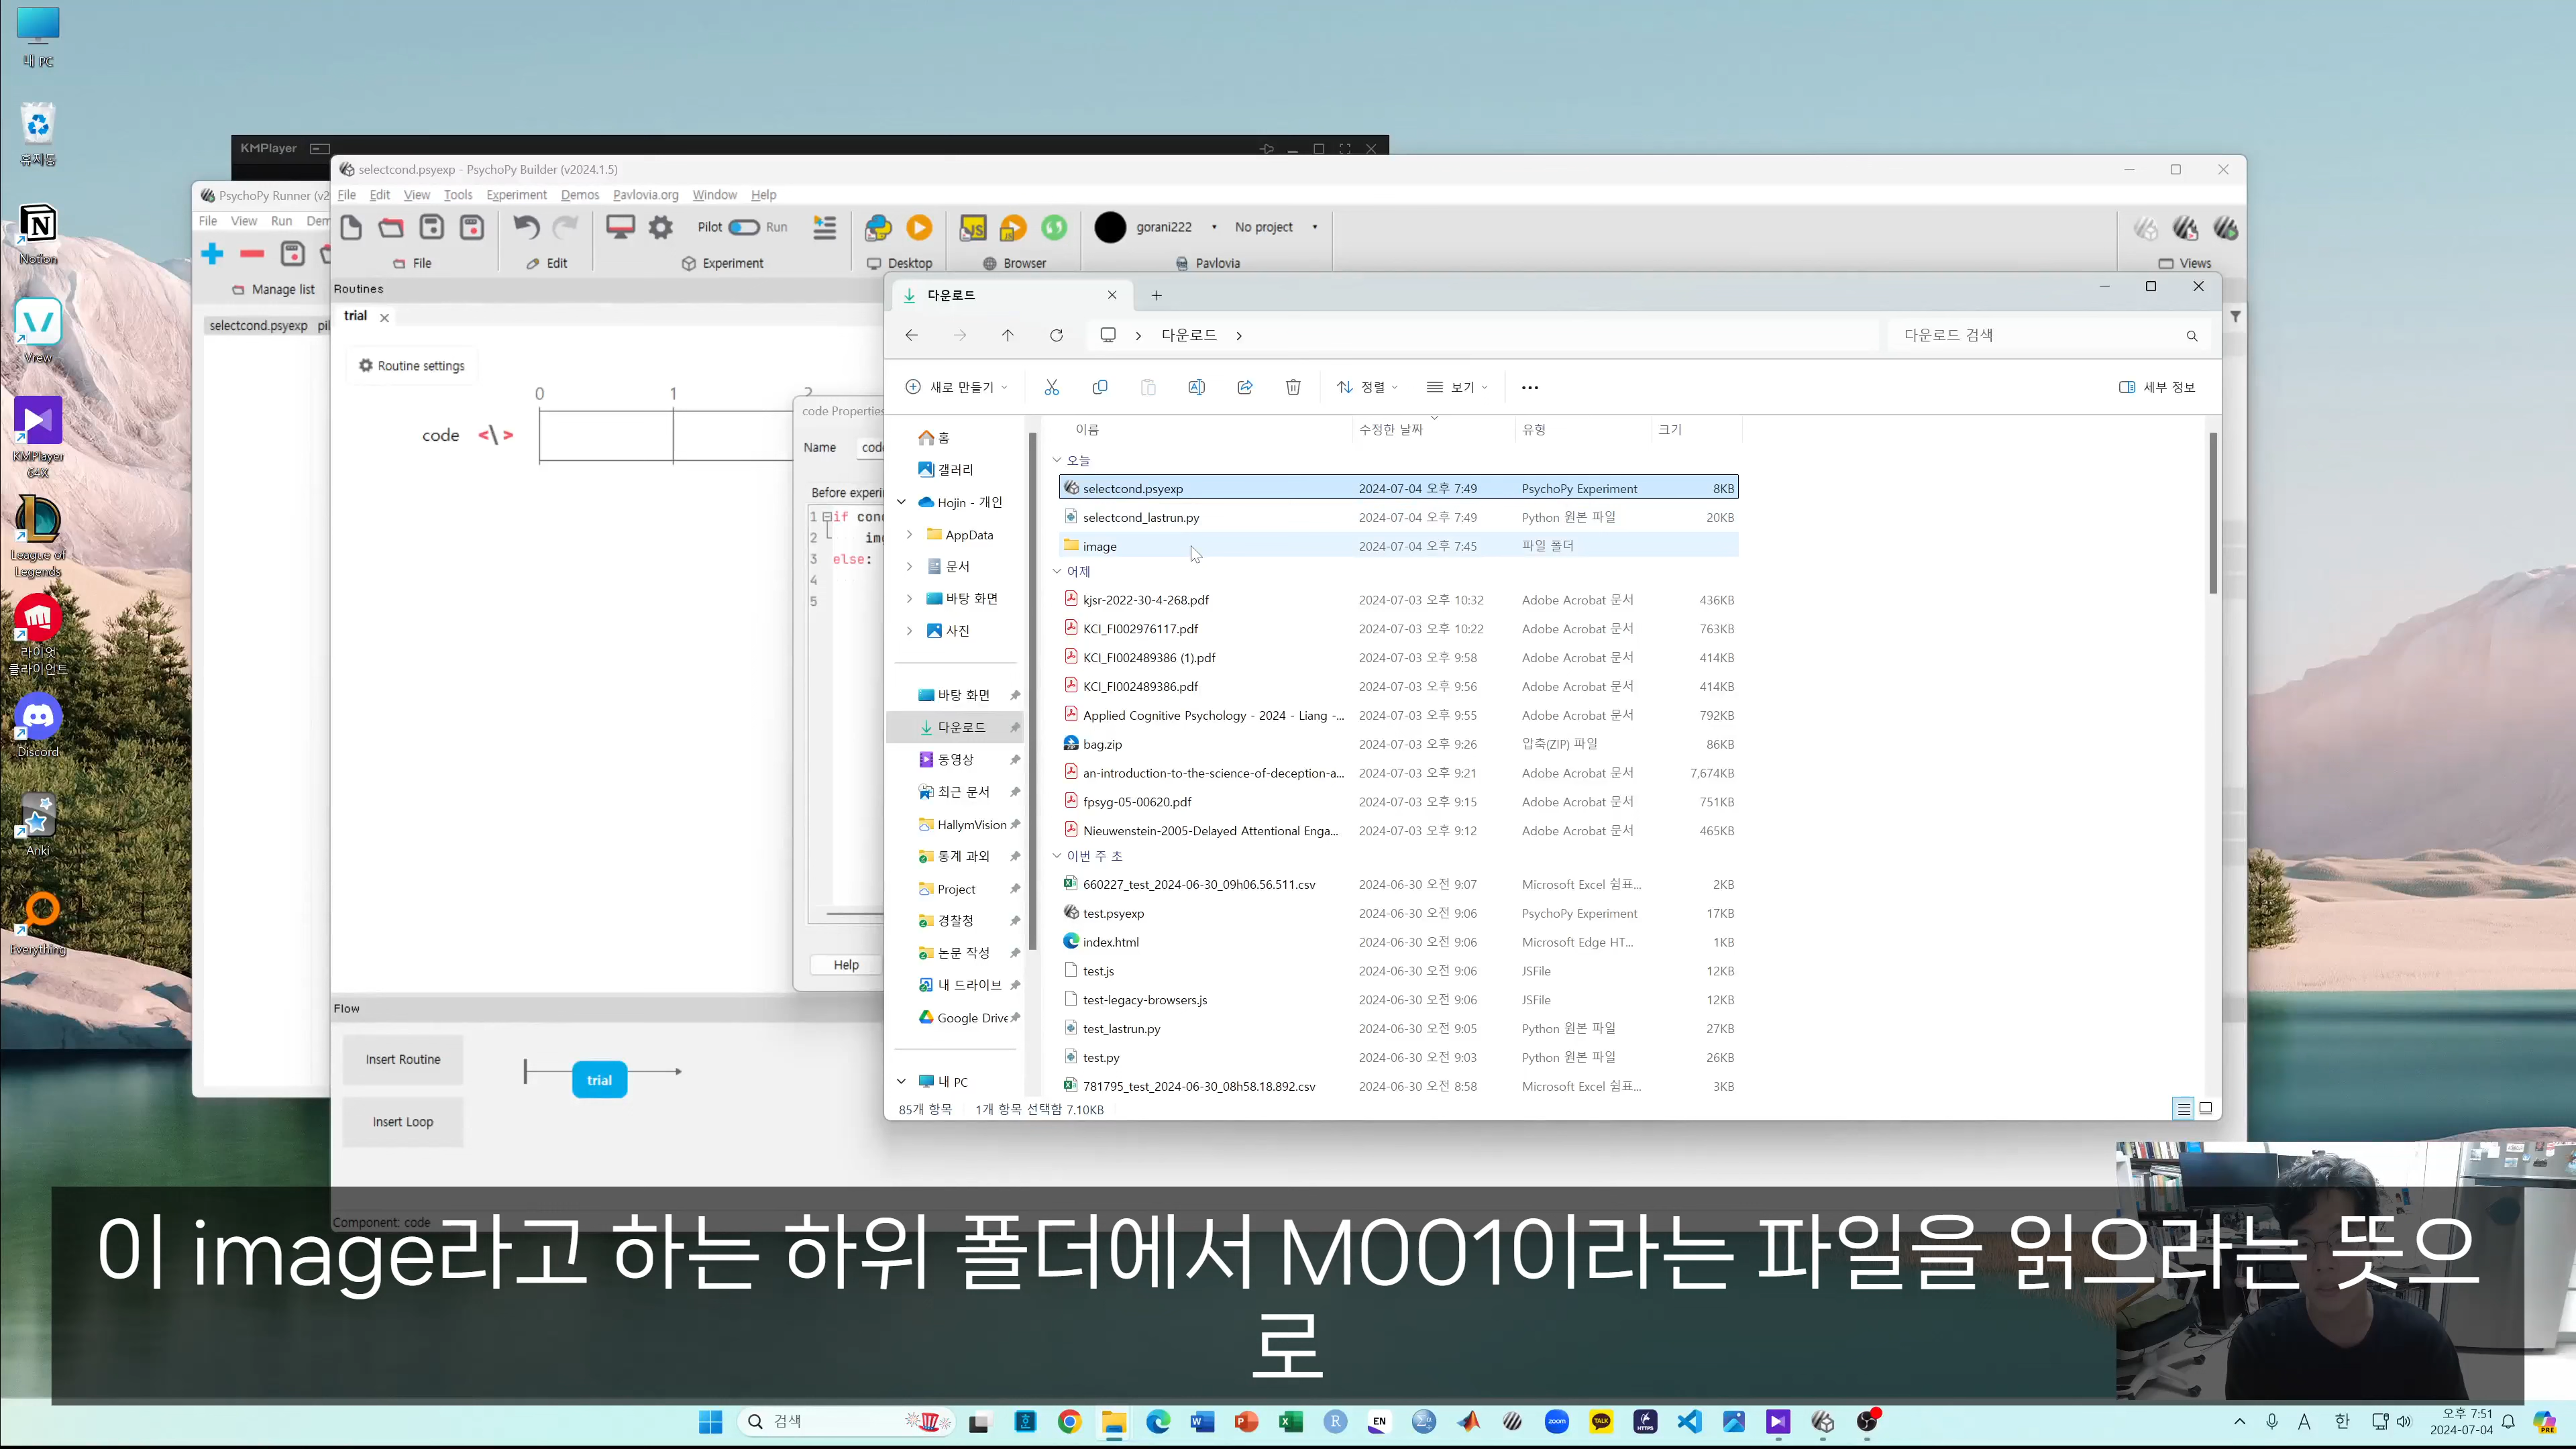 내 PC
휴지통
Notion
Vrew
KMPlayer
64X
League of
Legends
라이엇
클라이언트
Discord
Anki
Everything
KMPlayer
PsychoPy Runner (v2
File View Run Dem
Manage list
selectcond.psyexp pil
selectcond.psyexp - PsychoPy Builder (v2024.1.5)
File Edit View Tools Experiment Demos Pavlovia.org Window Help
Pilot Run
gorani222 No project
File Edit Experiment Desktop Browser Pavlovia Views
Routines
trial
Routine settings
0 1 2
code
code Properties
Name cod
Before experi
1 if cond
2
3 else:
4
5
Help
Flow
Insert Routine
trial
Insert Loop
Component: code
다운로드
다운로드
다운로드 검색
새로 만들기 정렬 보기 세부 정보
홈
갤러리
Hojin - 개인
AppData
문서
바탕 화면
사진
바탕 화면
다운로드
동영상
최근 문서
HallymVision
통계 과외
Project
경찰청
논문 작성
내 드라이브
Google Drive
내 PC
이름 수정한 날짜 유형 크기
오늘
selectcond.psyexp 2024-07-04 오후 7:49 PsychoPy Experiment 8KB
selectcond_lastrun.py 2024-07-04 오후 7:49 Python 원본 파일 20KB
image 2024-07-04 오후 7:45 파일 폴더
어제
kjsr-2022-30-4-268.pdf 2024-07-03 오후 10:32 Adobe Acrobat 문서 436KB
KCI_FI002976117.pdf 2024-07-03 오후 10:22 Adobe Acrobat 문서 763KB
KCI_FI002489386 (1).pdf 2024-07-03 오후 9:58 Adobe Acrobat 문서 414KB
KCI_FI002489386.pdf 2024-07-03 오후 9:56 Adobe Acrobat 문서 414KB
Applied Cognitive Psychology - 2024 - Liang -... 2024-07-03 오후 9:55 Adobe Acrobat 문서 792KB
bag.zip 2024-07-03 오후 9:26 압축(ZIP) 파일 86KB
an-introduction-to-the-science-of-deception-a... 2024-07-03 오후 9:21 Adobe Acrobat 문서 7,674KB
fpsyg-05-00620.pdf 2024-07-03 오후 9:15 Adobe Acrobat 문서 751KB
Nieuwenstein-2005-Delayed Attentional Enga... 2024-07-03 오후 9:12 Adobe Acrobat 문서 465KB
이번 주 초
660227_test_2024-06-30_09h06.56.511.csv 2024-06-30 오전 9:07 Microsoft Excel 쉼표... 2KB
test.psyexp 2024-06-30 오전 9:06 PsychoPy Experiment 17KB
index.html 2024-06-30 오전 9:06 Microsoft Edge HT... 1KB
test.js 2024-06-30 오전 9:06 JSFile 12KB
test-legacy-browsers.js 2024-06-30 오전 9:06 JSFile 12KB
test_lastrun.py 2024-06-30 오전 9:05 Python 원본 파일 27KB
test.py 2024-06-30 오전 9:03 Python 원본 파일 26KB
781795_test_2024-06-30_08h58.18.892.csv 2024-06-30 오전 8:58 Microsoft Excel 쉼표... 3KB
85개 항목 1개 항목 선택함 7.10KB
이 image라고 하는 하위 폴더에서 M001이라는 파일을 읽으라는 뜻으
로
검색
오후 7:51
2024-07-04